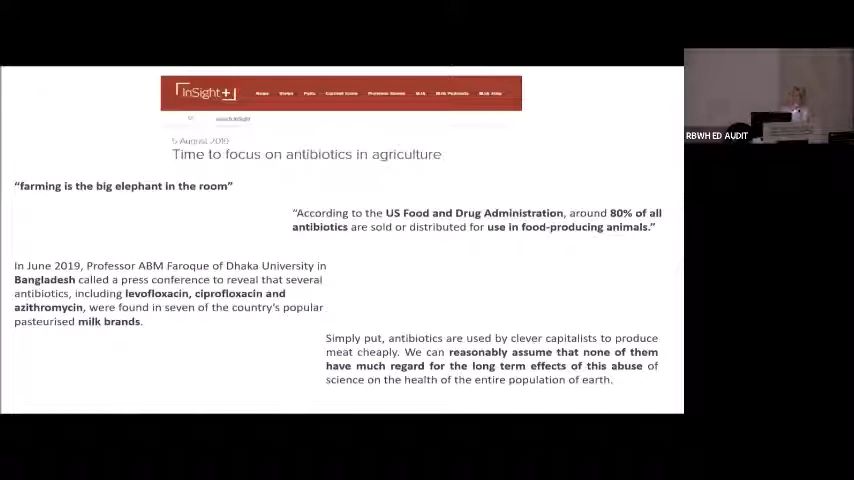 InSight+
News Views Polls
MJA MJA Podcasts
5 August 2019
Time to focus on antibiotics in agriculture
RBWH ED AUDIT
“farming is the big elephant in the room”
“According to the US Food and Drug Administration, around 80% of all
antibiotics are sold or distributed for use in food-producing animals.”
In June 2019, Professor ABM Faroque of Dhaka University in
Bangladesh called a press conference to reveal that several
antibiotics, including levofloxacin, ciprofloxacin and
azithromycin, were found in seven of the country's popular
pasteurised milk brands.
Simply put, antibiotics are used by clever capitalists to produce
meat cheaply. We can reasonably assume that none of them
have much regard for the long term effects of this abuse of
science on the health of the entire population of earth.